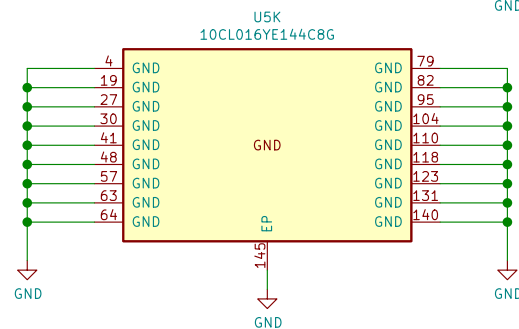 GND
U5K
10CL016YE144C8G
4 GND GND 79
19 GND GND 82
27 GND GND 95
30 GND GND 104
41 GND GND GND 110
48 GND GND 118
57 GND GND 123
63 GND GND 131
64 GND GND 140
EP
145
GND
GND
GND